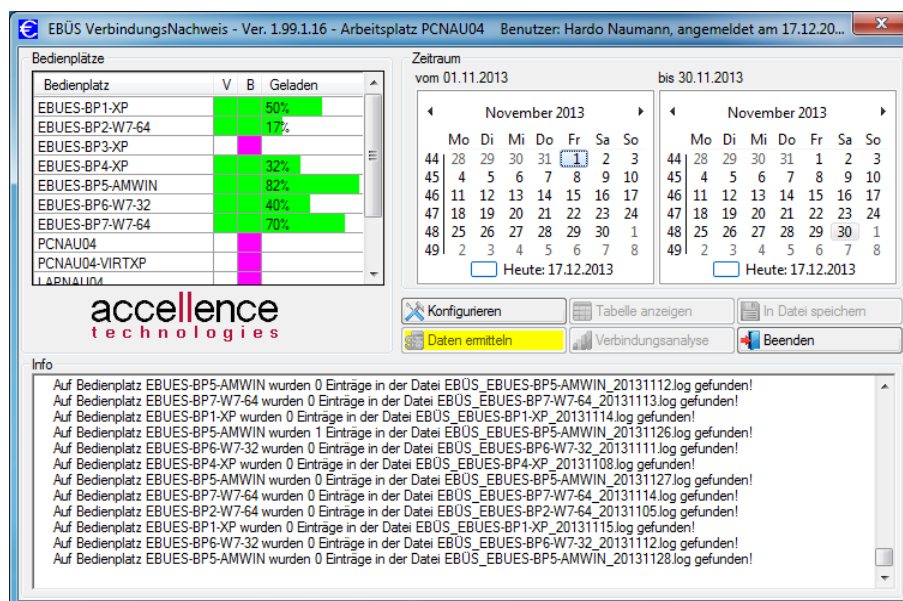 EBÜS VerbindungsNachweis - Ver. 1.99.1.16 - Arbeitsplatz PCNAU04 Benutzer: Hardo Naumann, angemeldet am 17.12.20...
Bedienplätze
Bedienplatz V B Geladen
EBUES-BP1-XP 50%
EBUES-BP2-W7-64 17%
EBUES-BP3-XP
EBUES-BP4-XP 32%
EBUES-BP5-AMWIN 82%
EBUES-BP6-W7-32 40%
EBUES-BP7-W7-64 70%
PCNAU04
PCNAU04-VIRTXP
LAPNAU04
accellence
technologies
Zeitraum
vom 01.11.2013
November 2013
Mo Di Mi Do Fr Sa So
44 28 29 30 31 1 2 3
45 4 5 6 7 8 9 10
46 11 12 13 14 15 16 17
47 18 19 20 21 22 23 24
48 25 26 27 28 29 30 1
49 2 3 4 5 6 7 8
Heute: 17.12.2013
bis 30.11.2013
November 2013
Mo Di Mi Do Fr Sa So
44 28 29 30 31 1 2 3
45 4 5 6 7 8 9 10
46 11 12 13 14 15 16 17
47 18 19 20 21 22 23 24
48 25 26 27 28 29 30 1
49 2 3 4 5 6 7 8
Heute: 17.12.2013
Konfigurieren Tabelle anzeigen In Datei speichern
Daten ermitteln Verbindungsanalyse Beenden
Info
Auf Bedienplatz EBUES-BP5-AMWIN wurden 0 Einträge in der Datei EBÜS_EBUES-BP5-AMWIN_20131112.log gefunden!
Auf Bedienplatz EBUES-BP7-W7-64 wurden 0 Einträge in der Datei EBÜS_EBUES-BP7-W7-64_20131113.log gefunden!
Auf Bedienplatz EBUES-BP1-XP wurden 0 Einträge in der Datei EBÜS_EBUES-BP1-XP_20131114.log gefunden!
Auf Bedienplatz EBUES-BP5-AMWIN wurden 1 Einträge in der Datei EBÜS_EBUES-BP5-AMWIN_20131126.log gefunden!
Auf Bedienplatz EBUES-BP6-W7-32 wurden 0 Einträge in der Datei EBÜS_EBUES-BP6-W7-32_20131111.log gefunden!
Auf Bedienplatz EBUES-BP4-XP wurden 0 Einträge in der Datei EBÜS_EBUES-BP4-XP_20131108.log gefunden!
Auf Bedienplatz EBUES-BP5-AMWIN wurden 0 Einträge in der Datei EBÜS_EBUES-BP5-AMWIN_20131127.log gefunden!
Auf Bedienplatz EBUES-BP7-W7-64 wurden 0 Einträge in der Datei EBÜS_EBUES-BP7-W7-64_20131114.log gefunden!
Auf Bedienplatz EBUES-BP2-W7-64 wurden 0 Einträge in der Datei EBÜS_EBUES-BP2-W7-64_20131105.log gefunden!
Auf Bedienplatz EBUES-BP1-XP wurden 0 Einträge in der Datei EBÜS_EBUES-BP1-XP_20131115.log gefunden!
Auf Bedienplatz EBUES-BP6-W7-32 wurden 0 Einträge in der Datei EBÜS_EBUES-BP6-W7-32_20131112.log gefunden!
Auf Bedienplatz EBUES-BP5-AMWIN wurden 0 Einträge in der Datei EBÜS_EBUES-BP5-AMWIN_20131128.log gefunden!